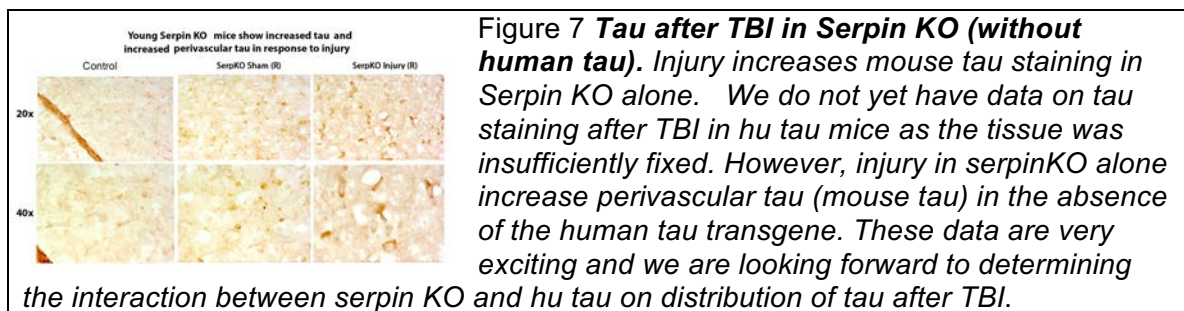 Young Serpin KO mice show increased tau and
increased perivascular tau in response to injury
Control SerpKO Sham (R) SerpKO Injury (R)
20x
40x
Figure 7 Tau after TBI in Serpin KO (without
human tau). Injury increases mouse tau staining in
Serpin KO alone. We do not yet have data on tau
staining after TBI in hu tau mice as the tissue was
insufficiently fixed. However, injury in serpinKO alone
increase perivascular tau (mouse tau) in the absence
of the human tau transgene. These data are very
exciting and we are looking forward to determining
the interaction between serpin KO and hu tau on distribution of tau after TBI.